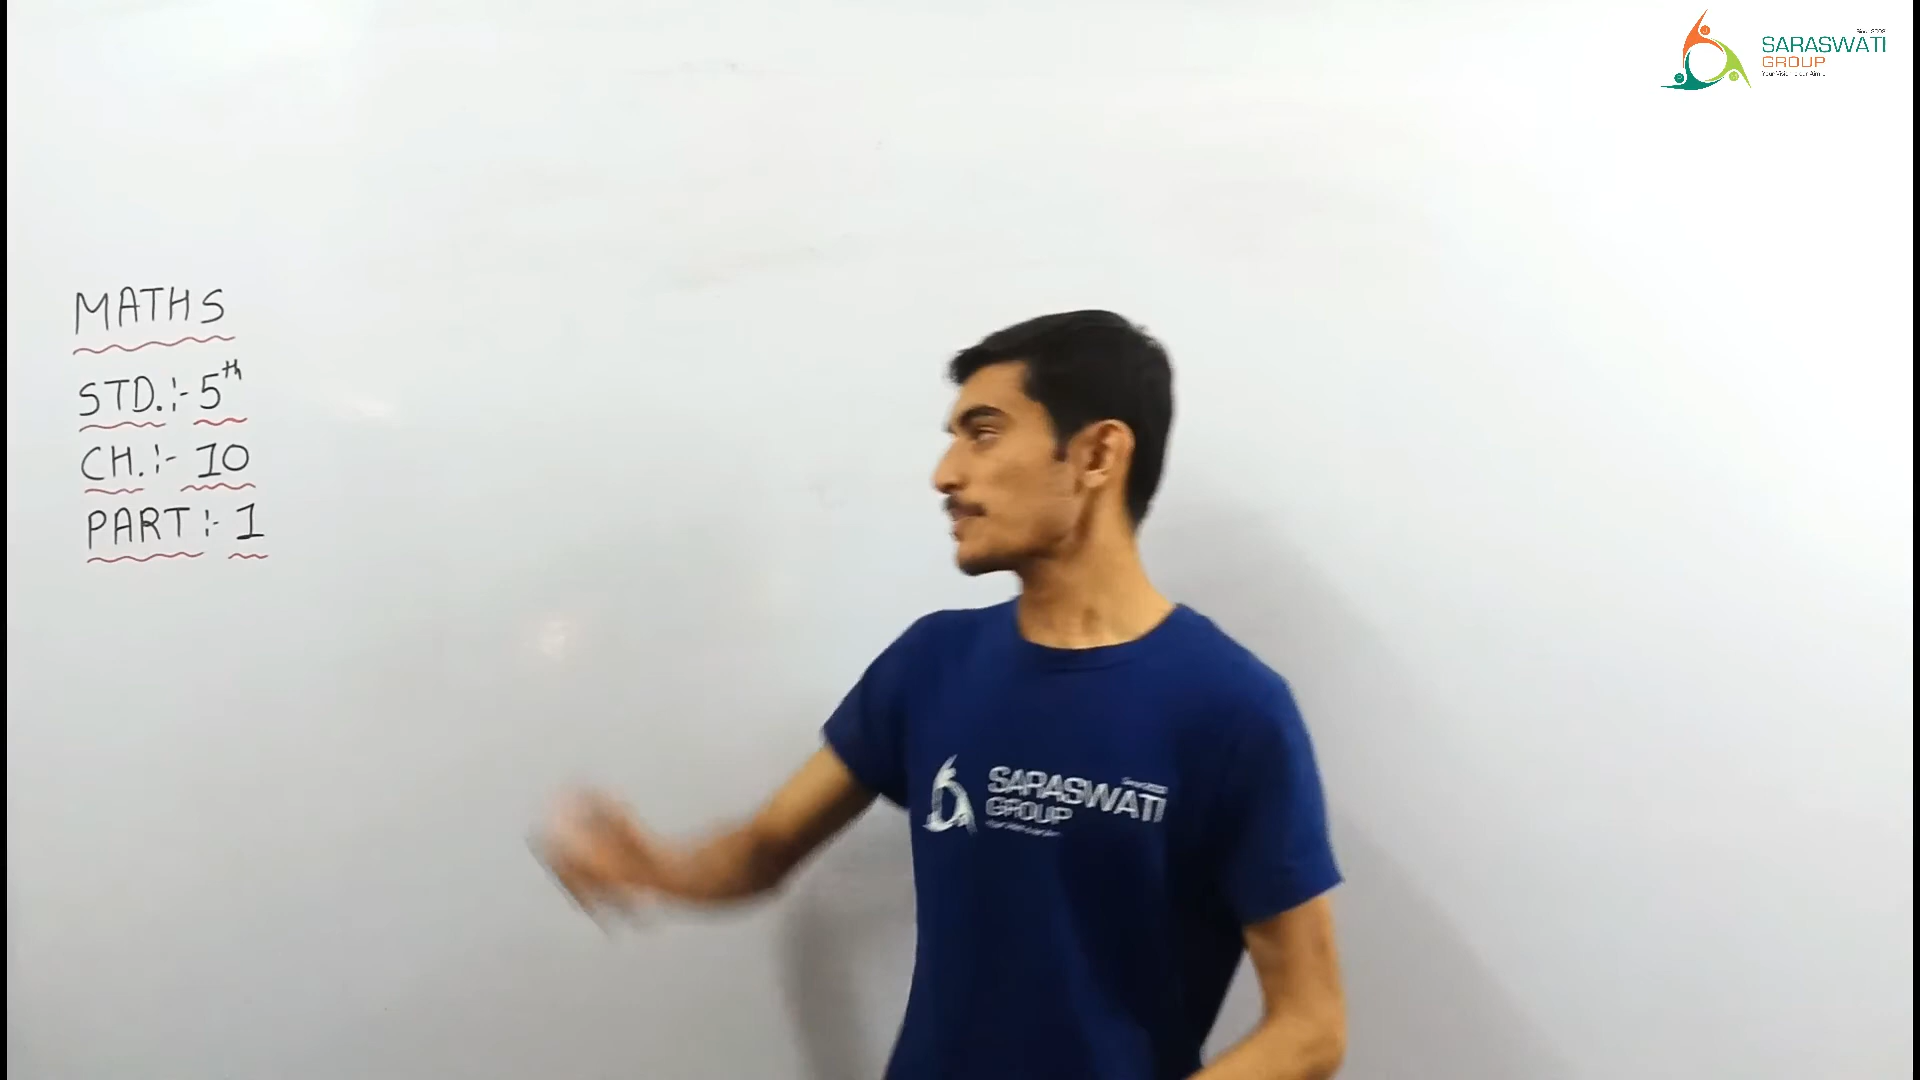 SARASWATI
GROUP
MATHS
STD.:- 5th
CH.:- 10
PART:- 1
SARASWATI
GROUP